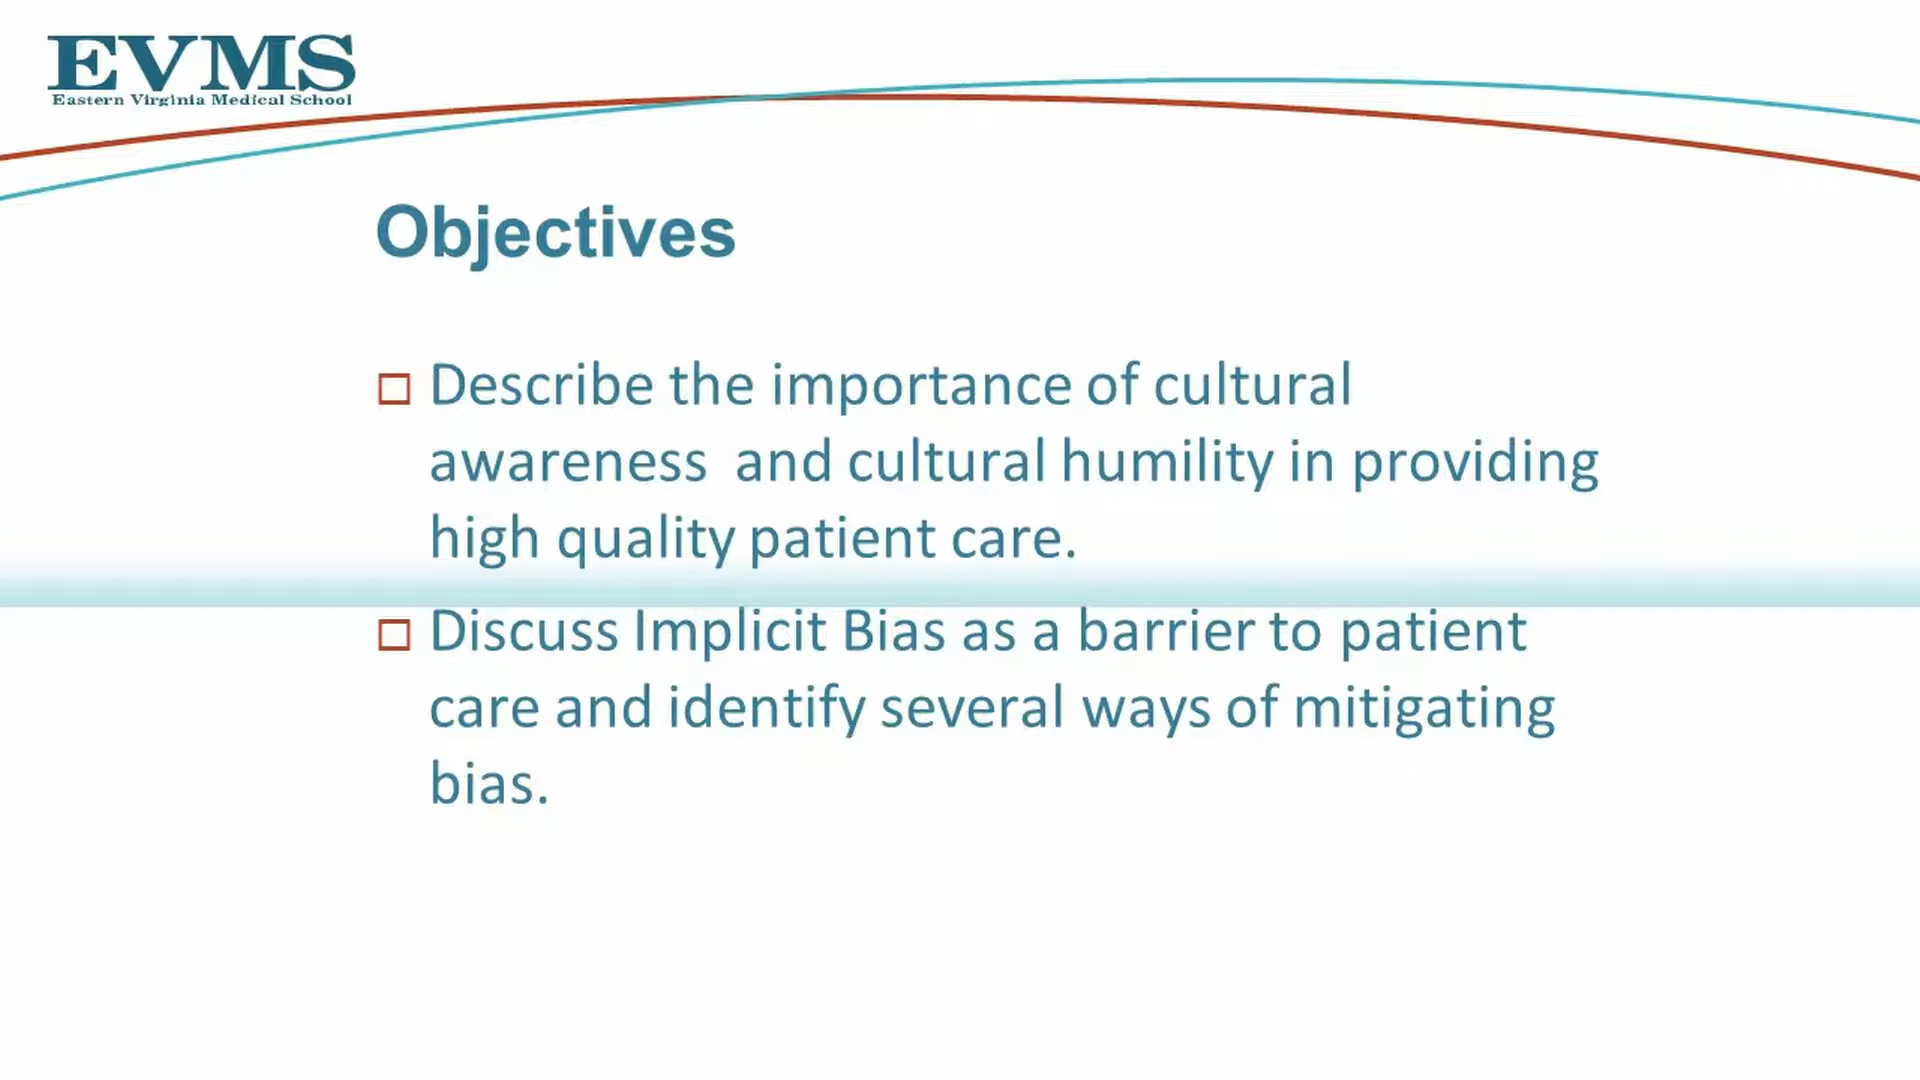 EVMS
Eastern Virginia Medical School
Objectives
Describe the importance of cultural
awareness  and cultural humility in providing
high quality patient care.
Discuss Implicit Bias as a barrier to patient
care and identify several ways of mitigating
bias.